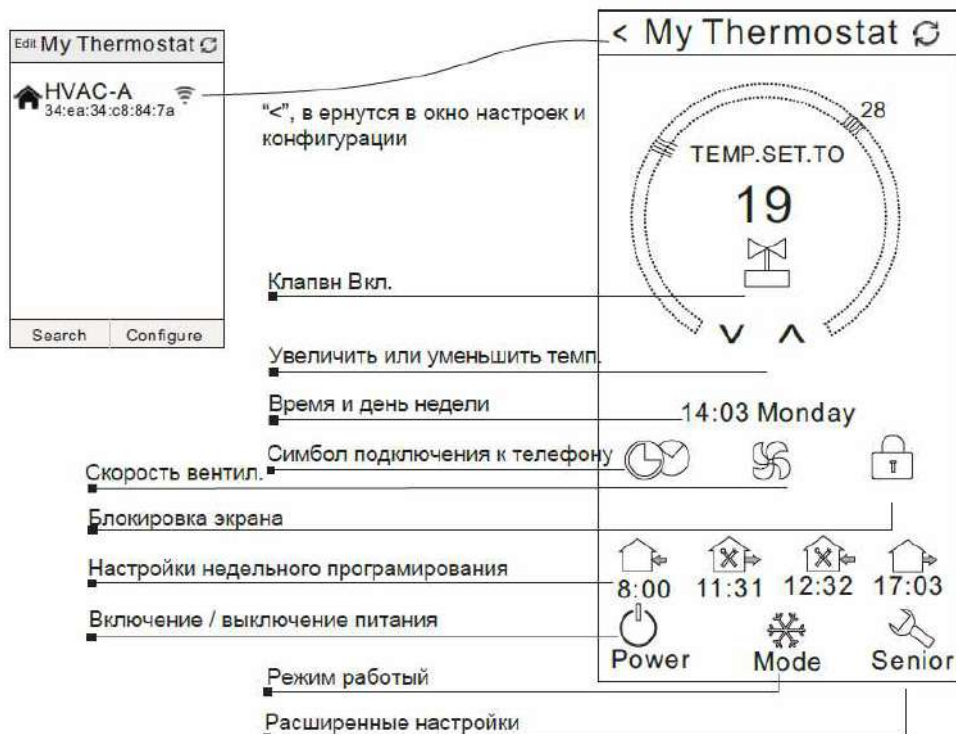 Edit My Thermostat
HVAC-A
34:ea:34:c8:84:7a
Search Configure
"<", в ернутся в окно настроек и
конфигурации
< My Thermostat
28
TEMP.SET.TO
19
Клапвн Вкл.
Увеличить или уменьшить темп.
Время и день недели
14:03 Monday
Символ подключения к телефону
Скорость вентил.
Блокировка экрана
Настройки недельного програмирования
8:00 11:31 12:32 17:03
Включение / выключение питания
Power Mode Senior
Режим работый
Расширенные настройки